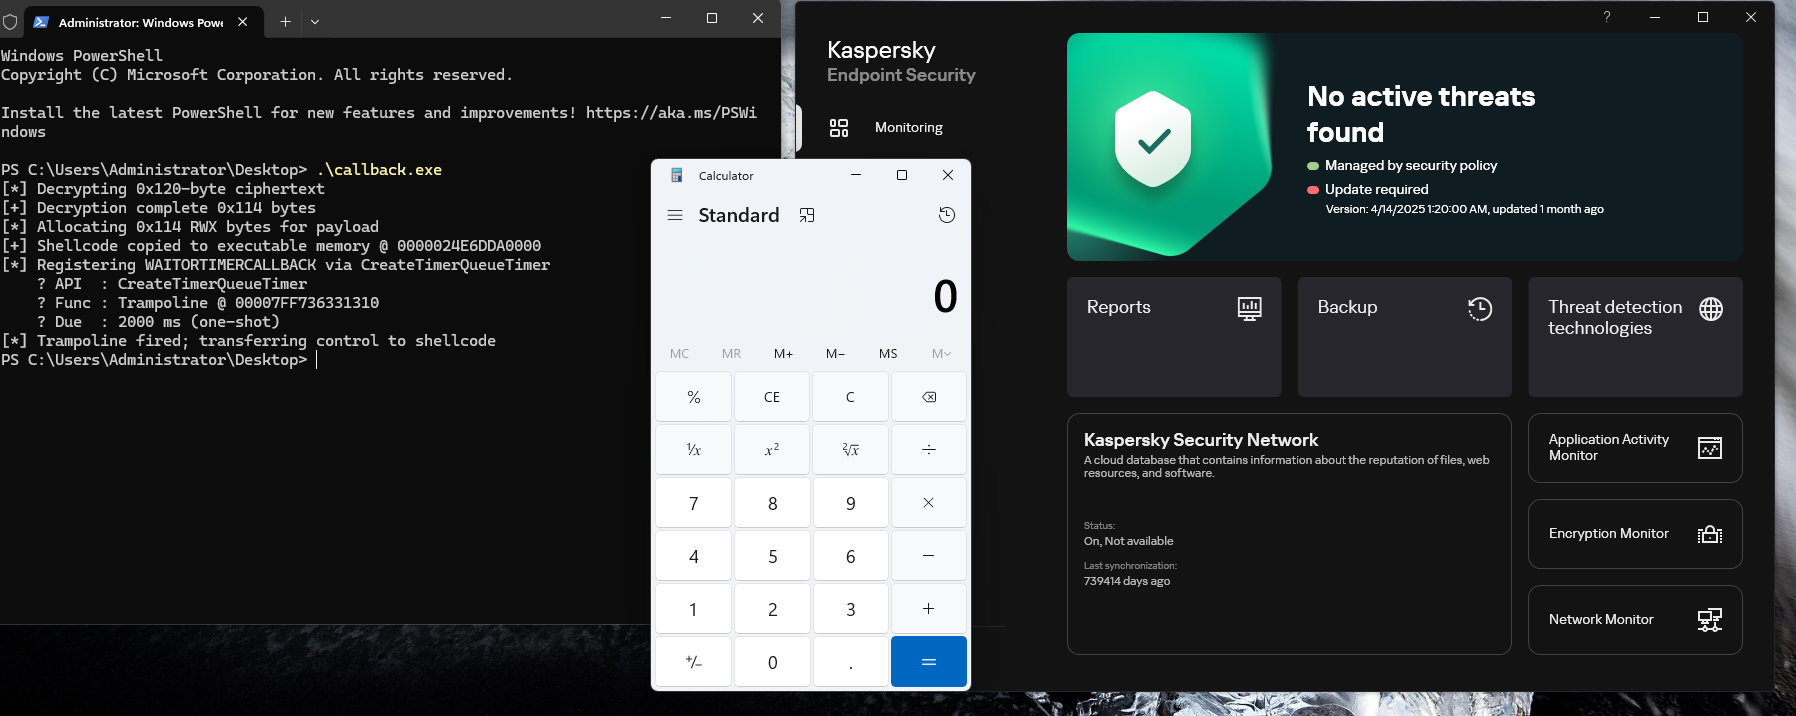 Administrator: Windows Powe
Windows PowerShell
Copyright (C) Microsoft Corporation. All rights reserved.
Install the latest PowerShell for new features and improvements! https://aka.ms/PSWi
ndows
PS C:\Users\Administrator\Desktop> .\callback.exe
[*] Decrypting 0x120-byte ciphertext
[+] Decryption complete 0x114 bytes
[*] Allocating 0x114 RWX bytes for payload
[+] Shellcode copied to executable memory @ 0000024E6DDA0000
[*] Registering WAITORTIMERCALLBACK via CreateTimerQueueTimer
? API  : CreateTimerQueueTimer
? Func : Trampoline @ 00007FF736331310
? Due  : 2000 ms (one-shot)
[*] Trampoline fired; transferring control to shellcode
PS C:\Users\Administrator\Desktop>
Calculator
Standard
0
MC MR M+ M− MS M
% CE C
¹/x x² ²√x ÷
7 8 9 ×
4 5 6 −
1 2 3 +
+/− 0 . =
?
Kaspersky
Endpoint Security
Monitoring
No active threats
found
Managed by security policy
Update required
Version: 4/14/2025 1:20:00 AM, updated 1 month ago
Reports
Backup
Threat detection
technologies
Kaspersky Security Network
A cloud database that contains information about the reputation of files, web
resources, and software.
Status:
On, Not available
Last synchronization:
739414 days ago
Application Activity
Monitor
Encryption Monitor
Network Monitor